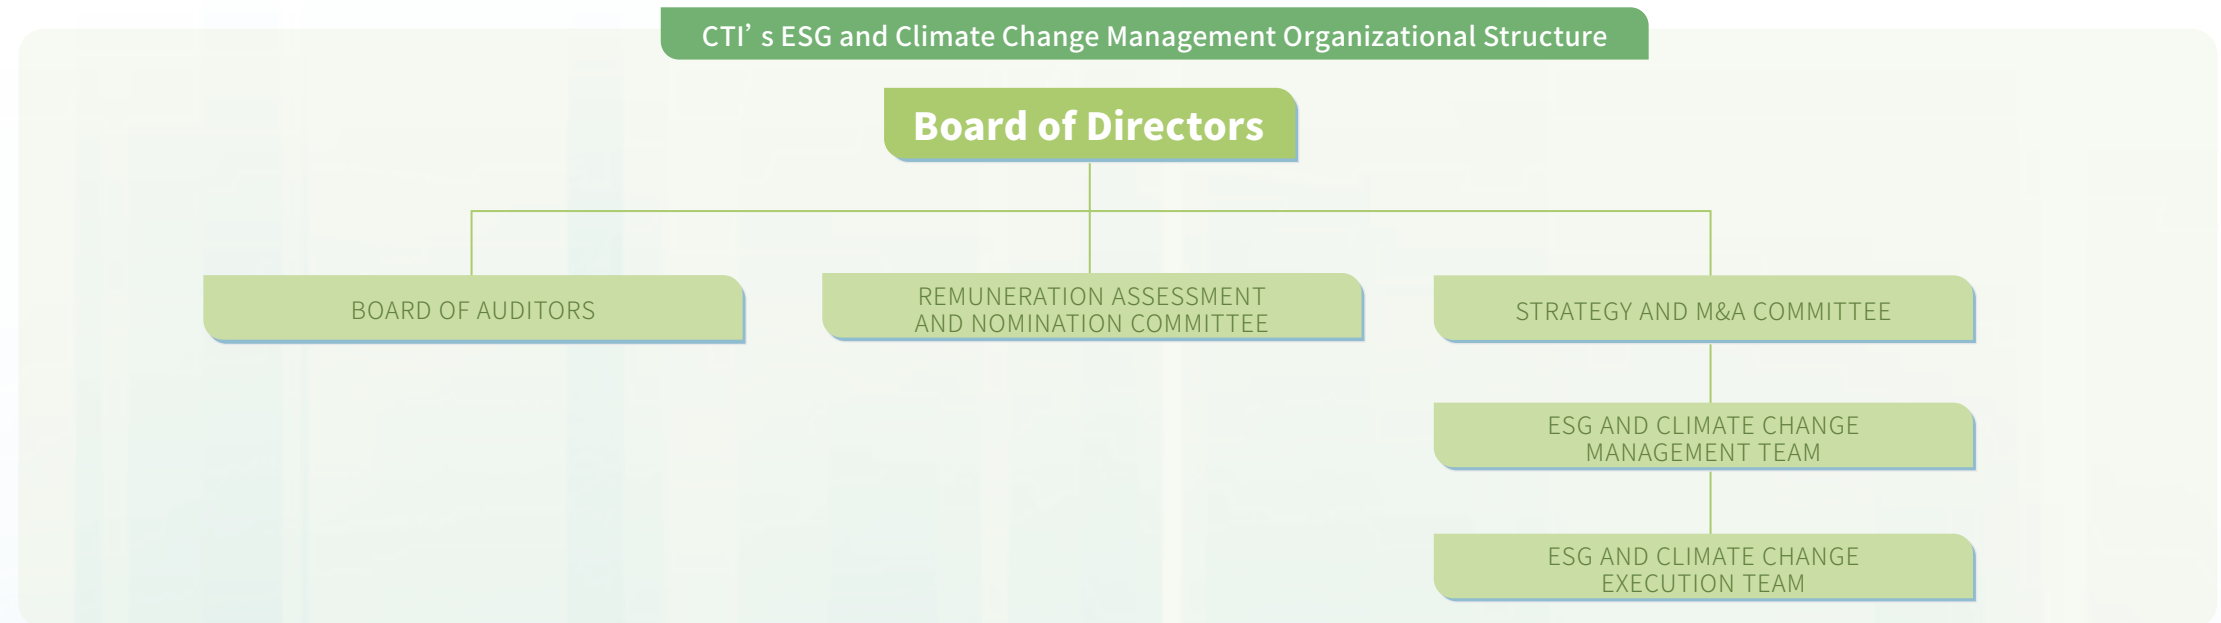 CTI’s ESG and Climate Change Management Organizational Structure
Board of Directors
BOARD OF AUDITORS
REMUNERATION ASSESSMENT
AND NOMINATION COMMITTEE
STRATEGY AND M&A COMMITTEE
ESG AND CLIMATE CHANGE
MANAGEMENT TEAM
ESG AND CLIMATE CHANGE
EXECUTION TEAM